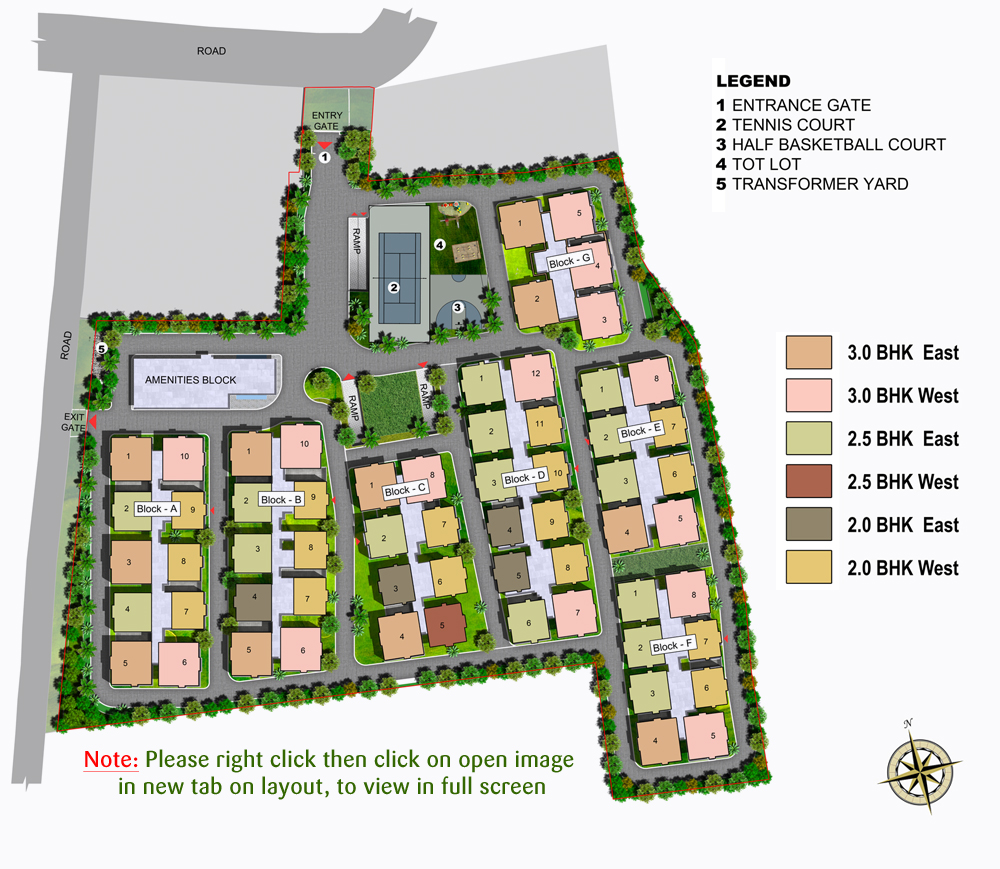 ROAD
ENTRY
GATE
1
LEGEND
1 ENTRANCE GATE
2 TENNIS COURT
3 HALF BASKETBALL COURT
4 TOT LOT
5 TRANSFORMER YARD
RAMP
2
4
3
1
5
Block - G
4
2
3
ROAD
5
AMENITIES BLOCK
EXIT
GATE
RAMP
RAMP
1
10
2
Block - A
9
3
8
4
7
5
6
1
10
2
Block - B
9
3
8
4
7
5
6
1
8
Block - C
2
7
3
6
4
5
1
12
2
11
3
Block - D
10
4
9
5
8
6
7
1
8
2
Block - E
7
3
6
4
5
1
8
2
Block - F
7
3
6
4
5
3.0 BHK East
3.0 BHK West
2.5 BHK East
2.5 BHK West
2.0 BHK East
2.0 BHK West
N
Note: Please right click then click on open image
in new tab on layout, to view in full screen